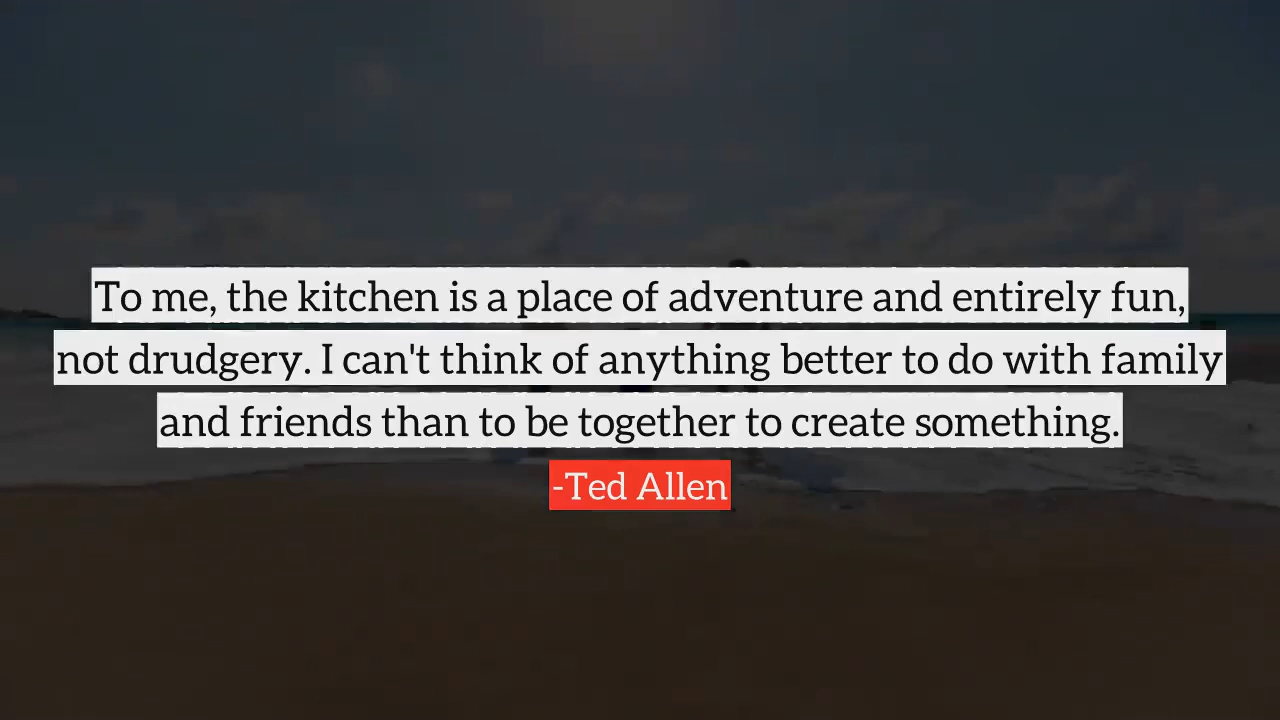 To me, the kitchen is a place of adventure and entirely fun,
not drudgery. I can't think of anything better to do with family
and friends than to be together to create something.
-Ted Allen